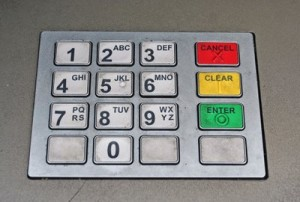 1 2 ABC 3 DEF CANCEL
4 GHI 5 JKL 6 MNO CLEAR
7 PQ RS 8 TUV 9 WX YZ ENTER
0